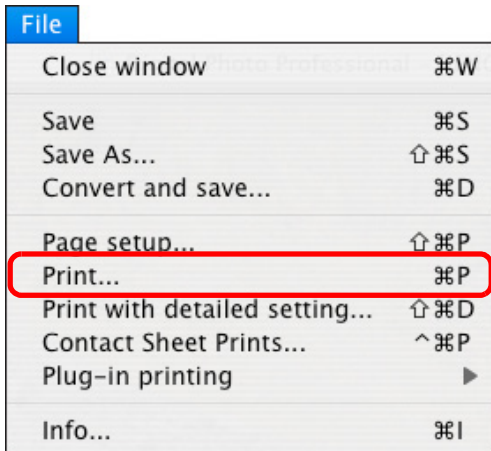 File
Close window ⌘W
Save ⌘S
Save As... ⇧⌘S
Convert and save... ⌘D
Page setup... ⇧⌘P
Print... ⌘P
Print with detailed setting... ⇧⌘D
Contact Sheet Prints... ^⌘P
Plug-in printing ▶
Info... ⌘I